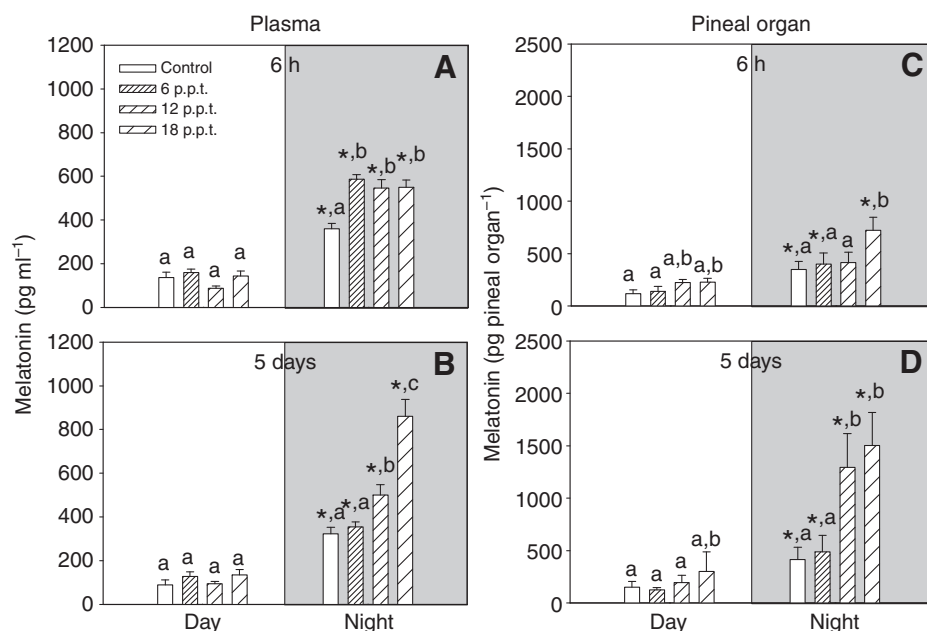 Plasma
Pineal organ
Melatonin (pg ml⁻¹)
1200
1000
800
600
400
200
0
Control
6 p.p.t.
12 p.p.t.
18 p.p.t.
6 h
A
a
a
a
a
*,a
*,b
*,b
*,b
1200
1000
800
600
400
200
0
5 days
B
a
a
a
a
*,a
*,a
*,b
*,c
Day
Night
Melatonin (pg pineal organ⁻¹)
2500
2000
1500
1000
500
0
6 h
C
a
a
a,b
a,b
*,a
*,a
a
*,b
2500
2000
1500
1000
500
0
5 days
D
a
a
a
a,b
*,a
*,a
*,b
*,b
Day
Night